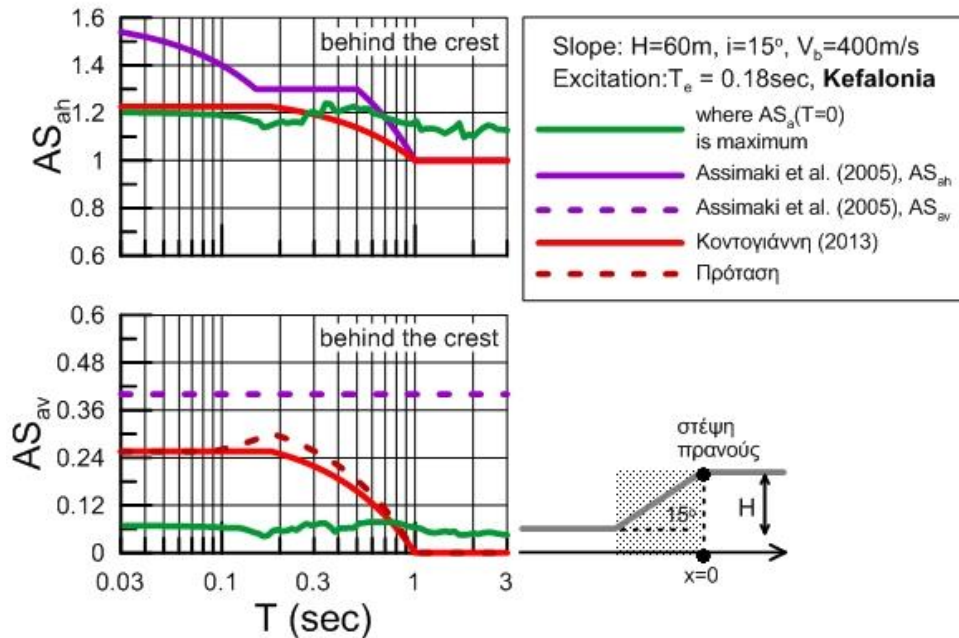 1.6
1.4
1.2
1
0.8
0.6
AS_ah
behind the crest
Slope: H=60m, i=15°, V_b=400m/s
Excitation:T_e = 0.18sec, Kefalonia
where AS_a(T=0)
is maximum
Assimaki et al. (2005), AS_ah
Assimaki et al. (2005), AS_av
Κοντογιάννη (2013)
Πρόταση
0.6
0.48
0.36
0.24
0.12
0
AS_av
behind the crest
0.03 0.1 0.3 1 3
T (sec)
στέψη
πρανούς
15°
H
x=0